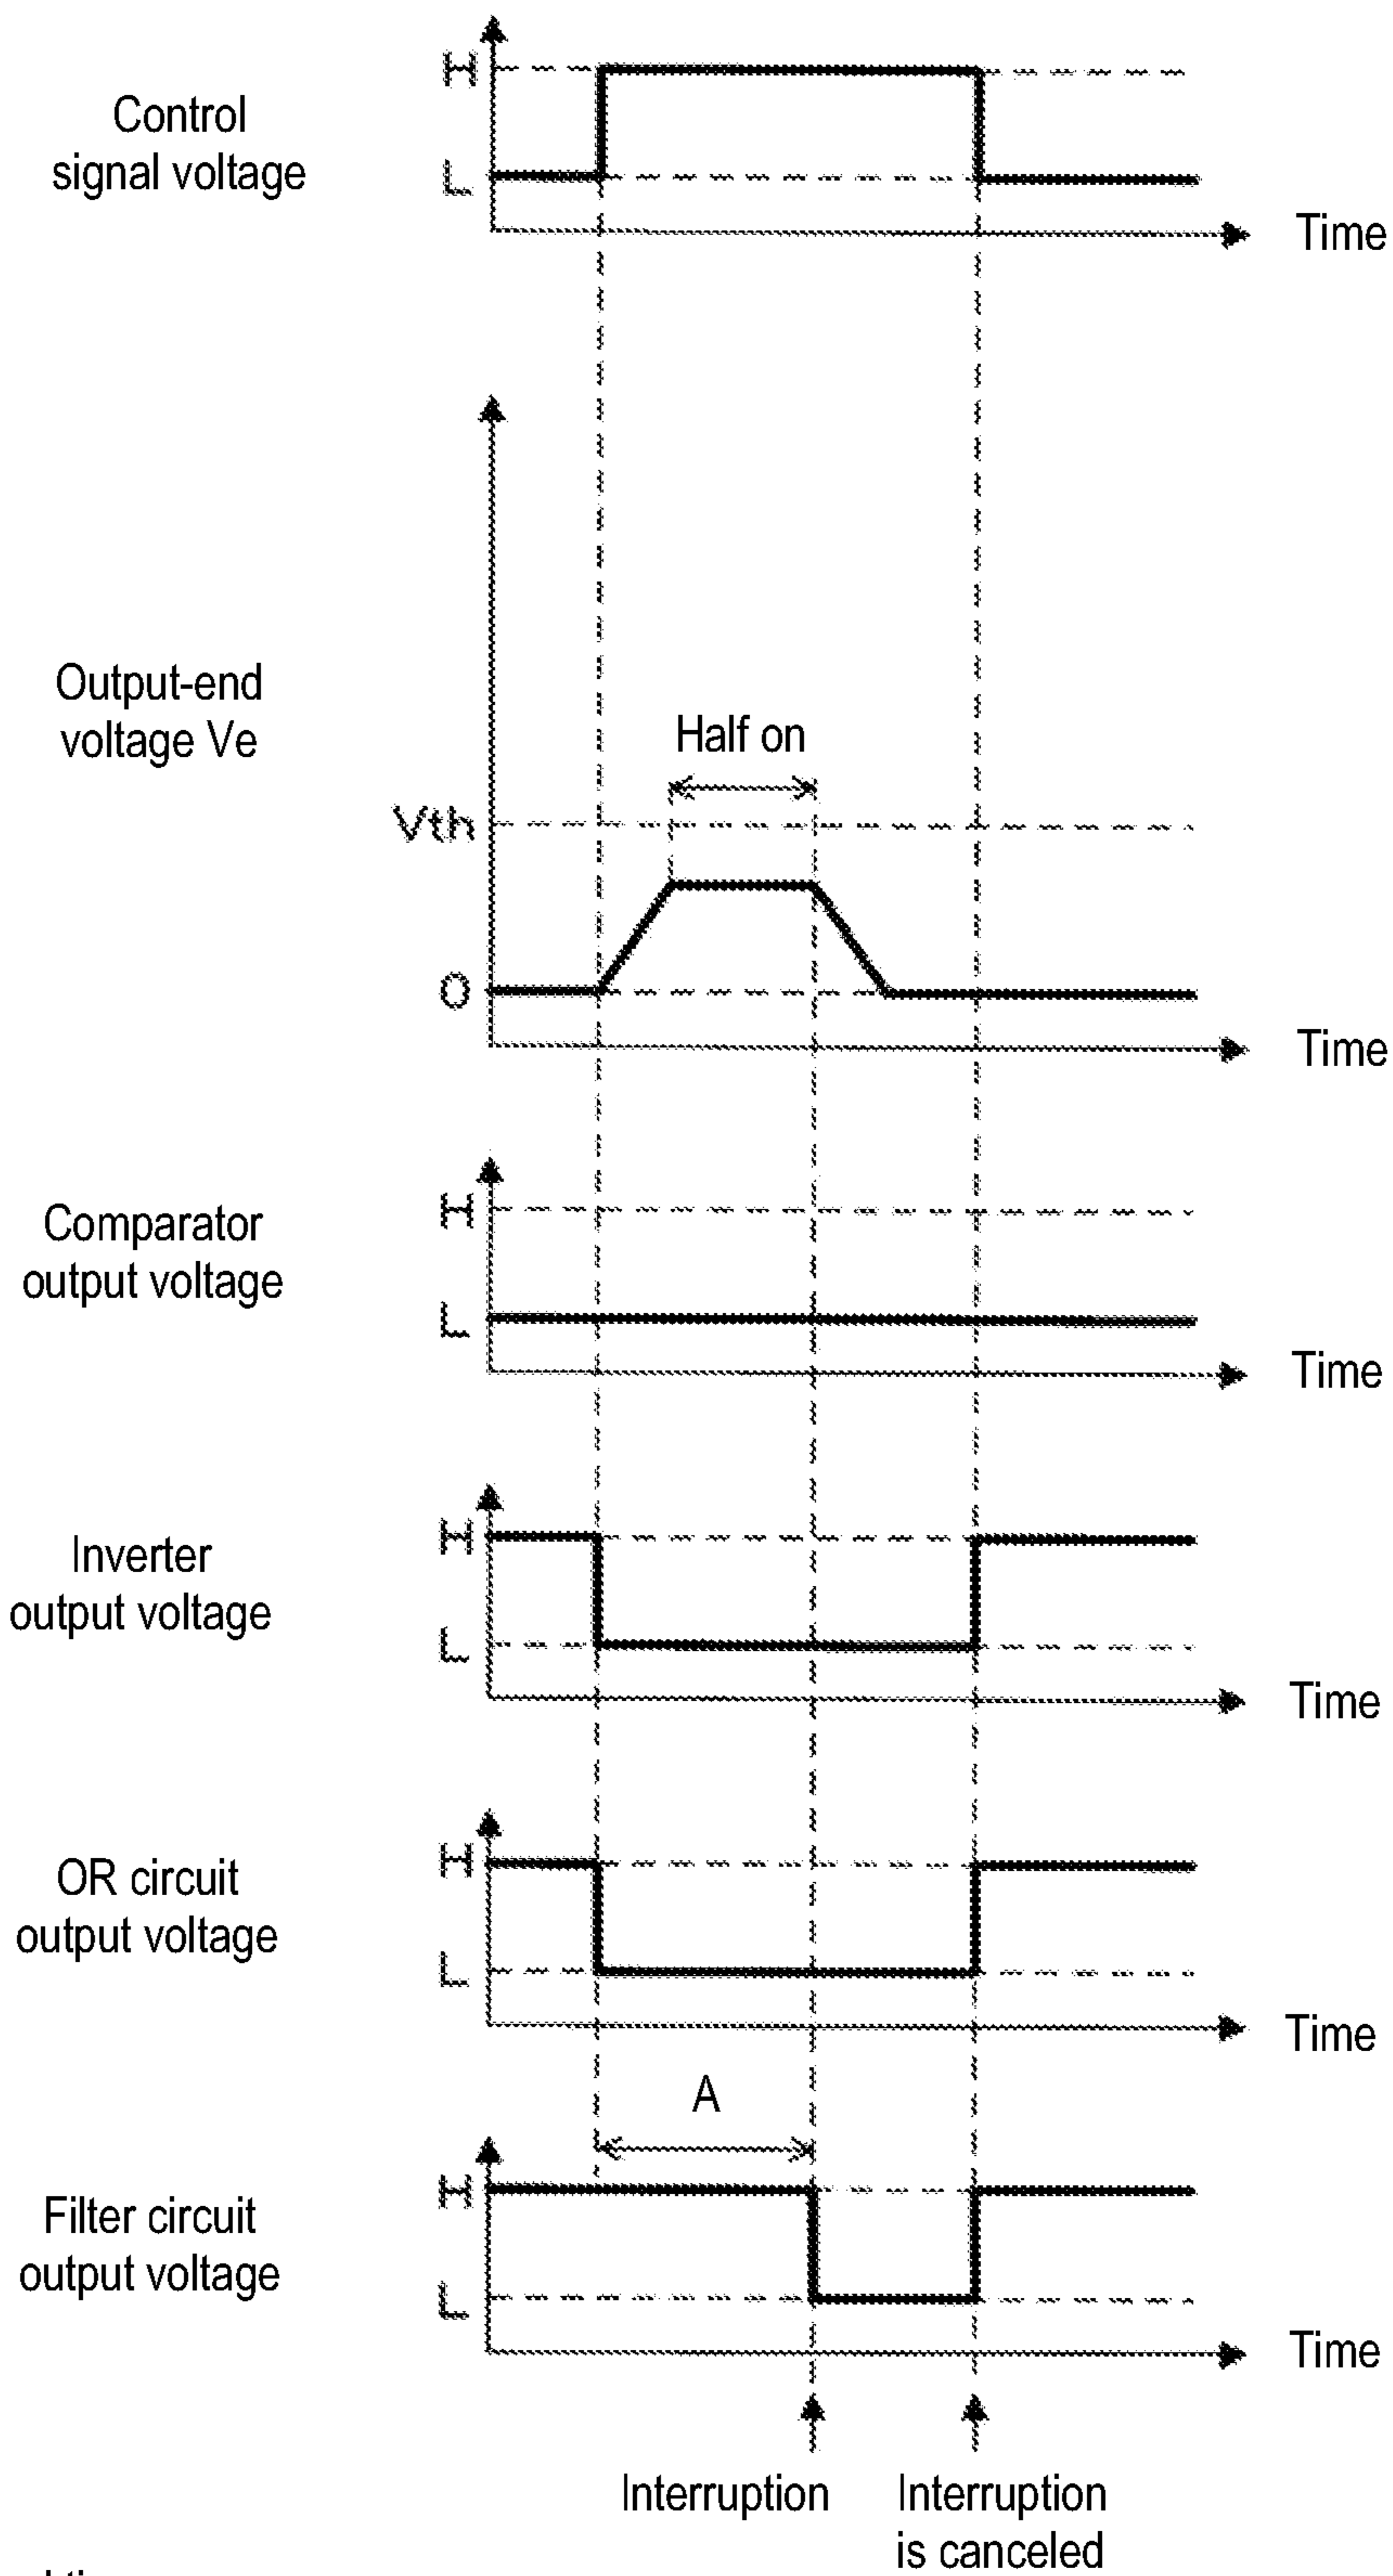 Control
signal voltage
H
L
Time
Output-end
voltage Ve
Half on
Vth
0
Time
Comparator
output voltage
H
L
Time
Inverter
output voltage
H
L
Time
OR circuit
output voltage
H
L
Time
A
Filter circuit
output voltage
H
L
Time
Interruption
Interruption
is canceled